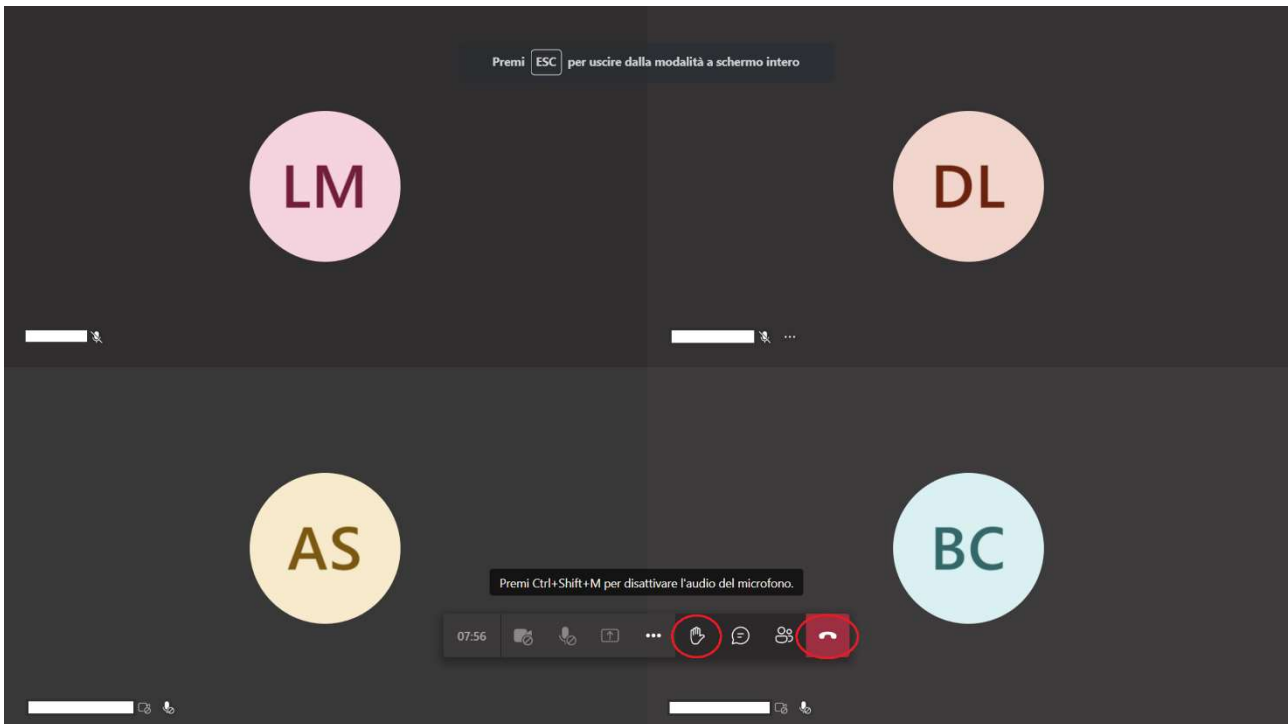 Premi ESC per uscire dalla modalità a schermo intero
LM
DL
AS
BC
Premi Ctrl+Shift+M per disattivare l'audio del microfono.
07:56